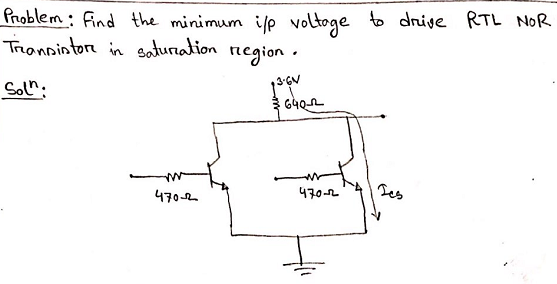 Problem : Find the minimum i/p voltage to drive RTL NOR
Transistor in saturation region.
Solⁿ:
3.6V
640Ω
470Ω
470Ω
Ics